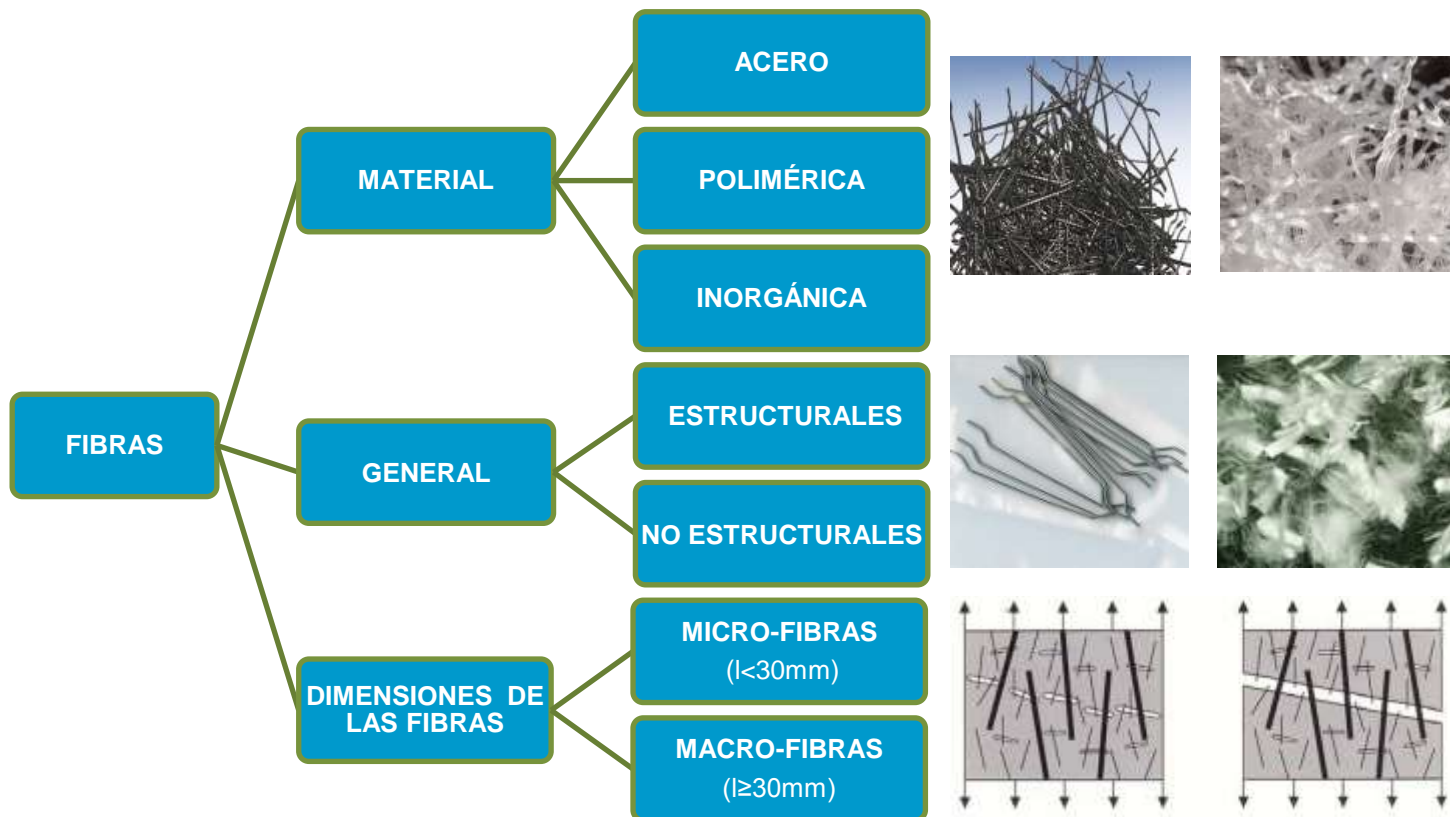 FIBRAS
MATERIAL
ACERO
POLIMÉRICA
INORGÁNICA
GENERAL
ESTRUCTURALES
NO ESTRUCTURALES
DIMENSIONES DE
LAS FIBRAS
MICRO-FIBRAS
(l<30mm)
MACRO-FIBRAS
(l≥30mm)